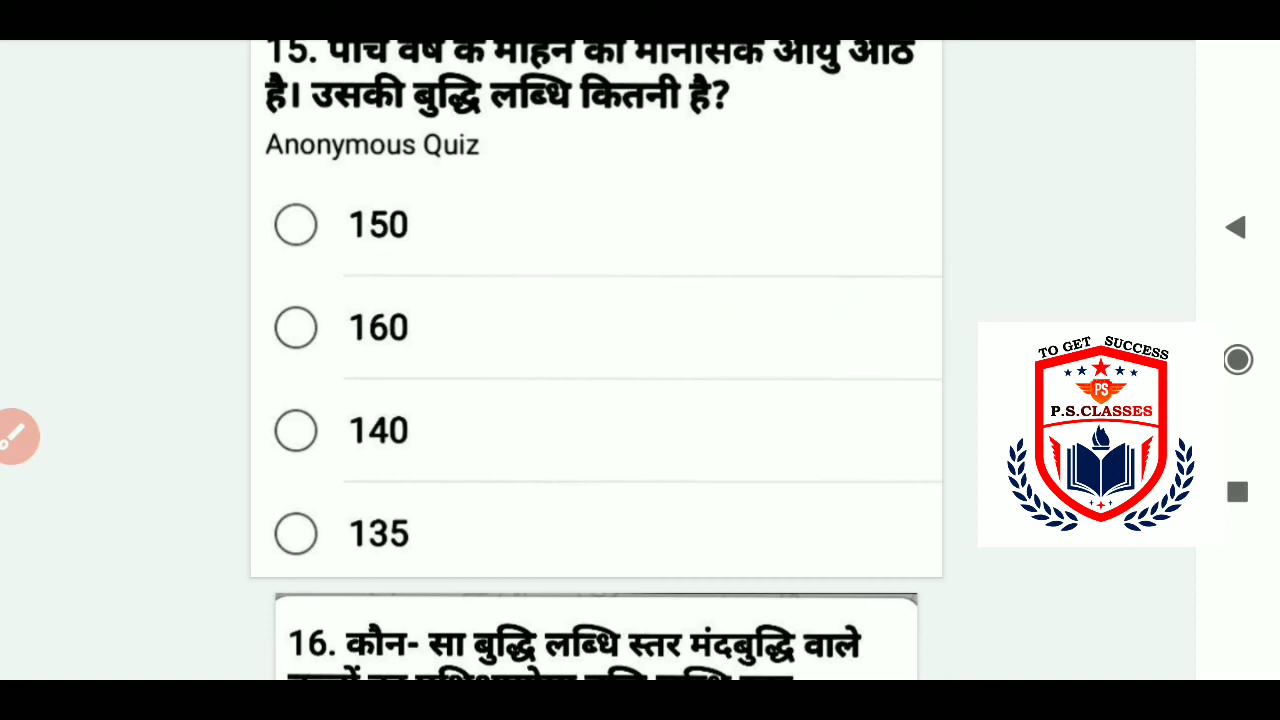 15. पांच वर्ष के मोहन की मानसिक आयु आठ
है। उसकी बुद्धि लब्धि कितनी है?
Anonymous Quiz
150
160
140
135
TO GET SUCCESS
PS
P.S.CLASSES
16. कौन- सा बुद्धि लब्धि स्तर मंदबुद्धि वाले